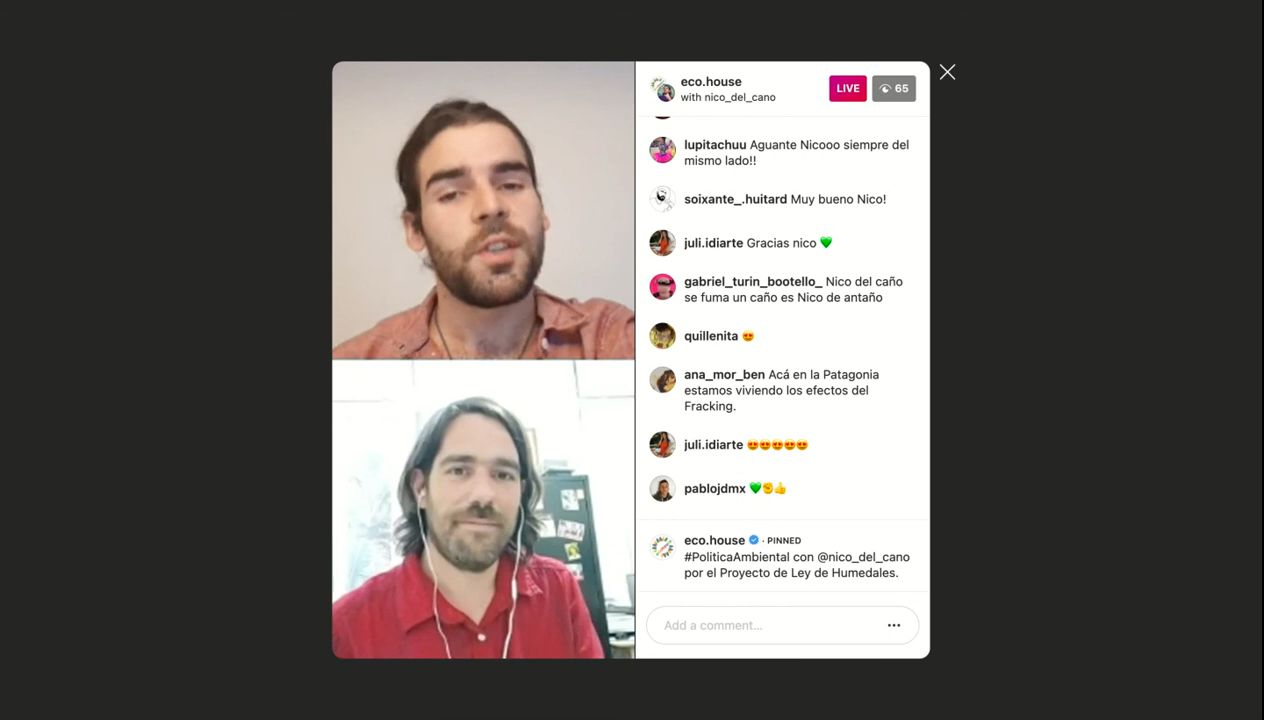 eco.house
with nico_del_cano
LIVE
65
lupitachuu Aguante Nicooo siempre del
mismo lado!!
soixante_.huitard Muy bueno Nico!
juli.idiarte Gracias nico 💚
gabriel_turin_bootello_ Nico del caño
se fuma un caño es Nico de antaño
quillenita 😍
ana_mor_ben Acá en la Patagonia
estamos viviendo los efectos del
Fracking.
juli.idiarte 😍😍😍😍😍
pablojdmx 💚✊👍
eco.house · PINNED
#PoliticaAmbiental con @nico_del_cano
por el Proyecto de Ley de Humedales.
Add a comment...